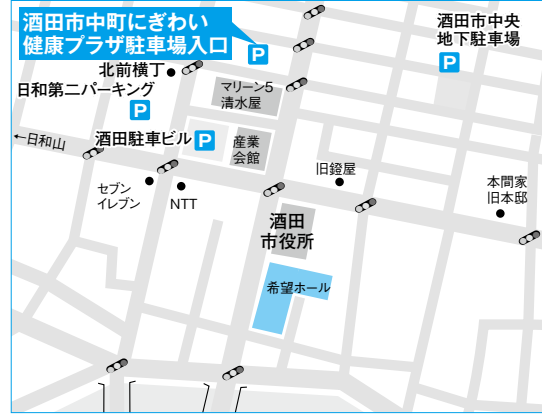 酒田市中町にぎわい
健康プラザ駐車場入口
P
酒田市中央
地下駐車場
P
北前横丁
日和第二パーキング
P
マリーン5
清水屋
←日和山
酒田駐車ビル
P
産業
会館
セブン
イレブン
NTT
旧鐙屋
本間家
旧本邸
酒田
市役所
希望ホール